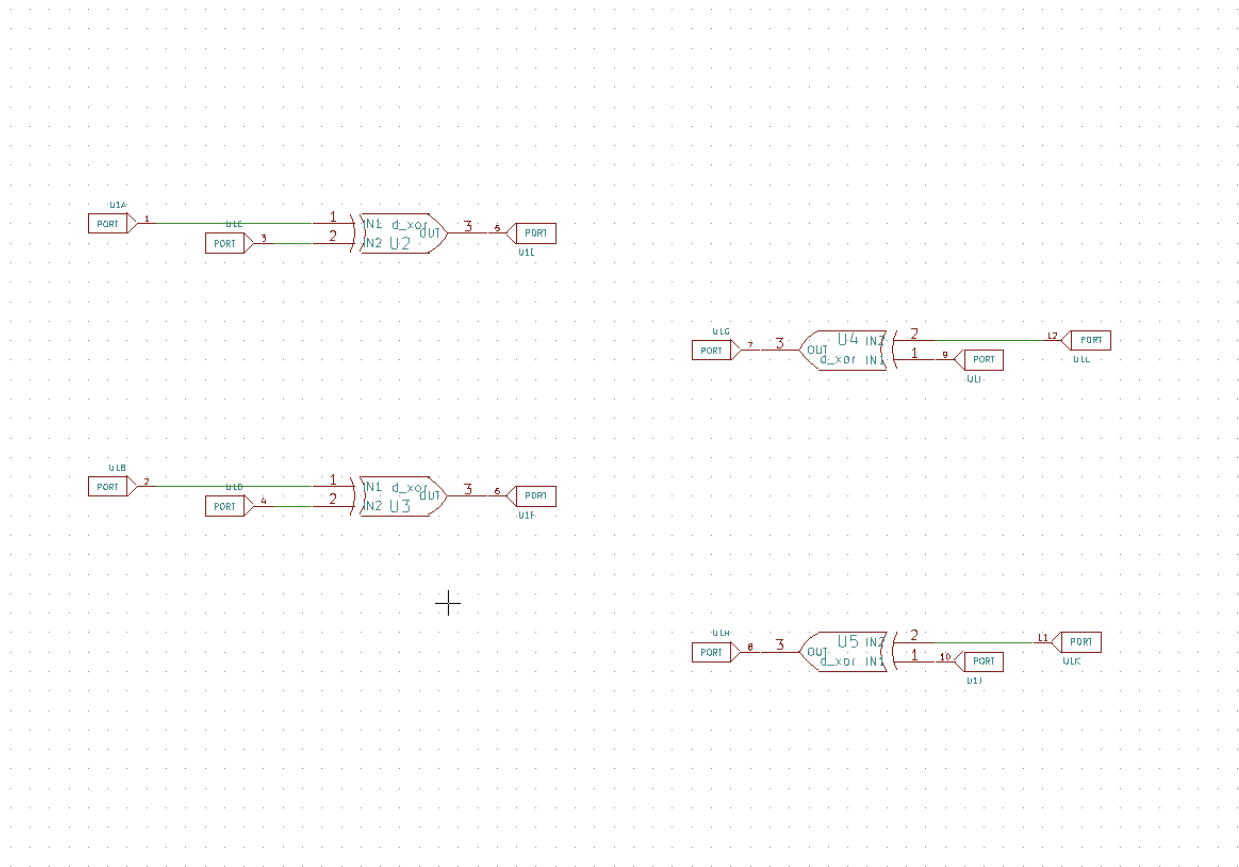 U1A
PORT 1
U1C
PORT 3
1 IN1 d_xor
2 IN2 U2
OUT 3
5 PORT
U1E
U1G
PORT 7
3 OUT
U4 IN2 2
d_xor IN1 1
12 PORT
U1L
9 PORT
U1I
U1B
PORT 2
U1D
PORT 4
1 IN1 d_xor
2 IN2 U3
OUT 3
6 PORT
U1F
U1H
PORT 8
3 OUT
U5 IN2 2
d_xor IN1 1
11 PORT
U1K
10 PORT
U1J